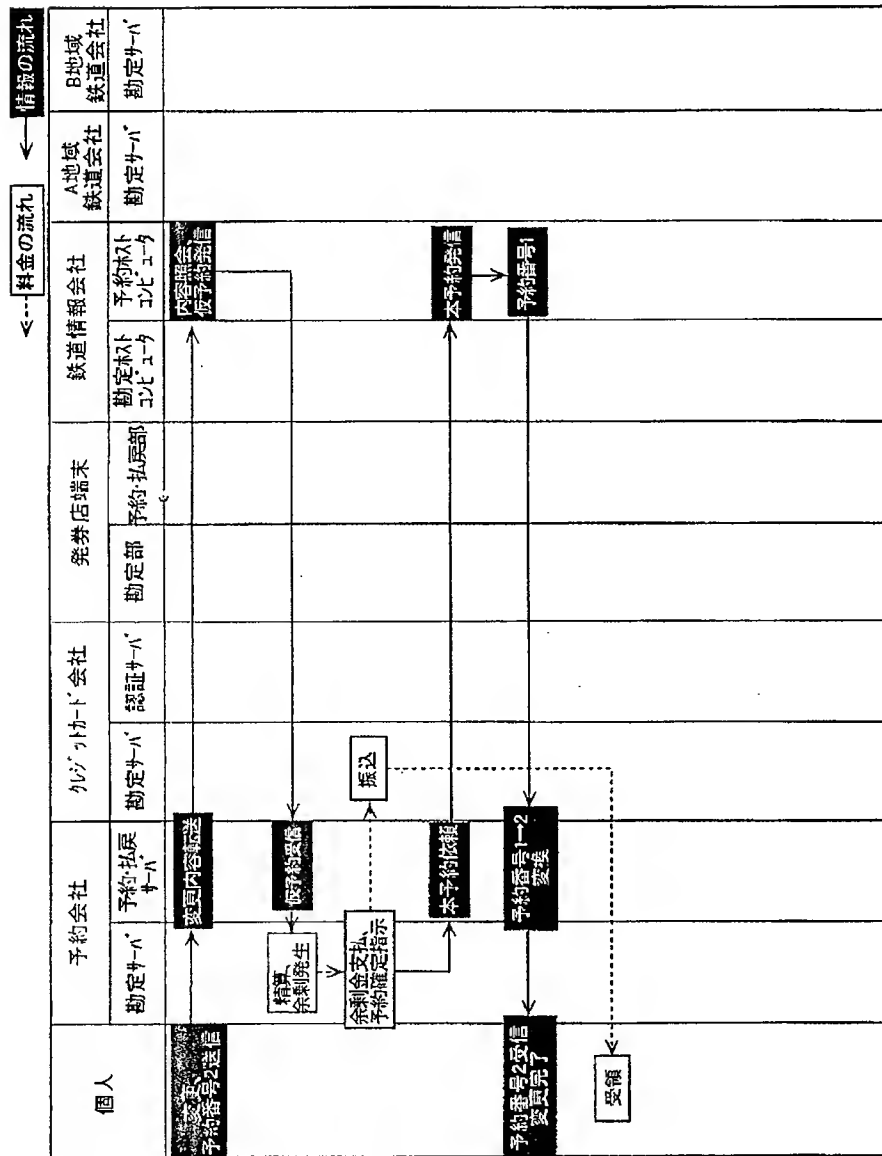 料金の流れ
情報の流れ
個人
予約会社
勘定サーバ
予約・払戻
サーバ
クレジットカード会社
勘定サーバ
認証サーバ
発券店端末
勘定部
予約・払戻部
鉄道情報会社
勘定ホスト
コンピュータ
予約ホスト
コンピュータ
A地域
鉄道会社
勘定サーバ
B地域
鉄道会社
勘定サーバ
変更、
予約番号2送信
変更内容転送
内容照会、
仮予約発信
仮予約受信
精算、
余剰発生
余剰金支払、
予約確定指示
振込
本予約依頼
本予約発信
予約番号1
予約番号1→2
変換
予約番号2受信
変更完了
受領